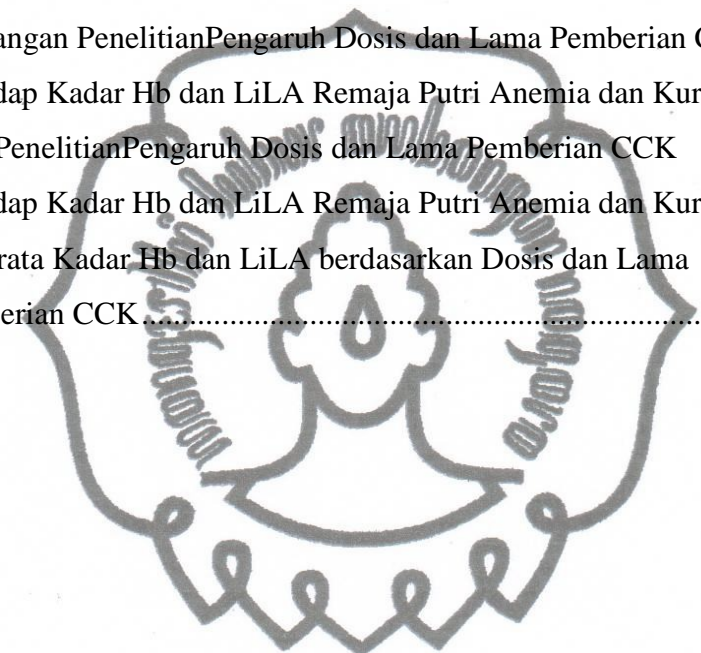 angan PenelitianPengaruh Dosis dan Lama Pemberian C
dap Kadar Hb dan LiLA Remaja Putri Anemia dan Kur
PenelitianPengaruh Dosis dan Lama Pemberian CCK
dap Kadar Hb dan LiLA Remaja Putri Anemia dan Kur
rata Kadar Hb dan LiLA berdasarkan Dosis dan Lama
erian CCK.................................................................